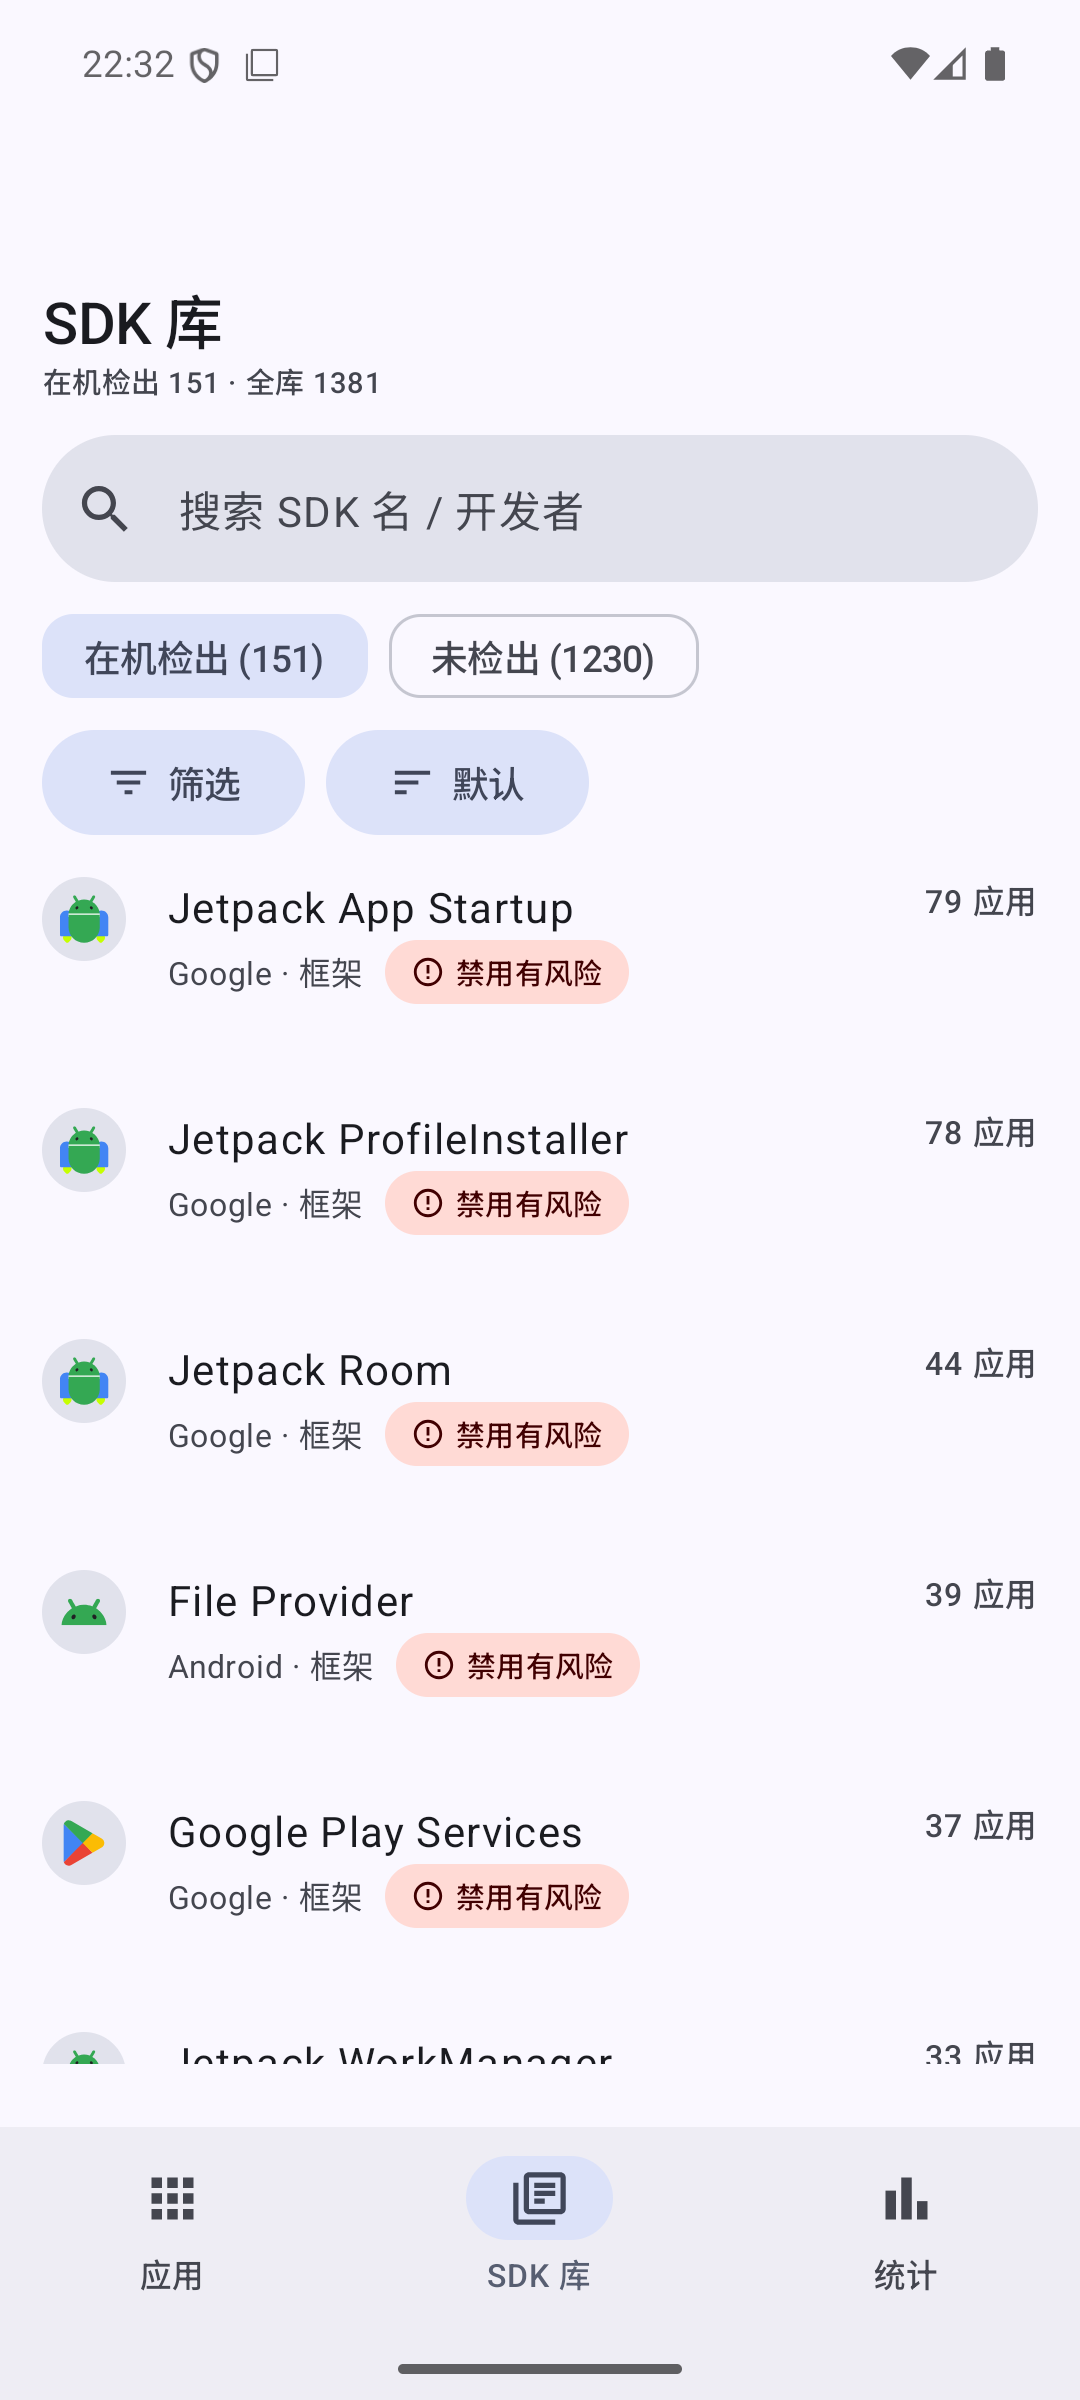 22:32
SDK 库
在机检出 151 · 全库 1381
搜索 SDK 名 / 开发者
在机检出 (151) 未检出 (1230)
筛选 默认
Jetpack App Startup 79 应用
Google · 框架 禁用有风险
Jetpack ProfileInstaller 78 应用
Google · 框架 禁用有风险
Jetpack Room 44 应用
Google · 框架 禁用有风险
File Provider 39 应用
Android · 框架 禁用有风险
Google Play Services 37 应用
Google · 框架 禁用有风险
Jetpack WorkManager 33 应用
应用 SDK 库 统计